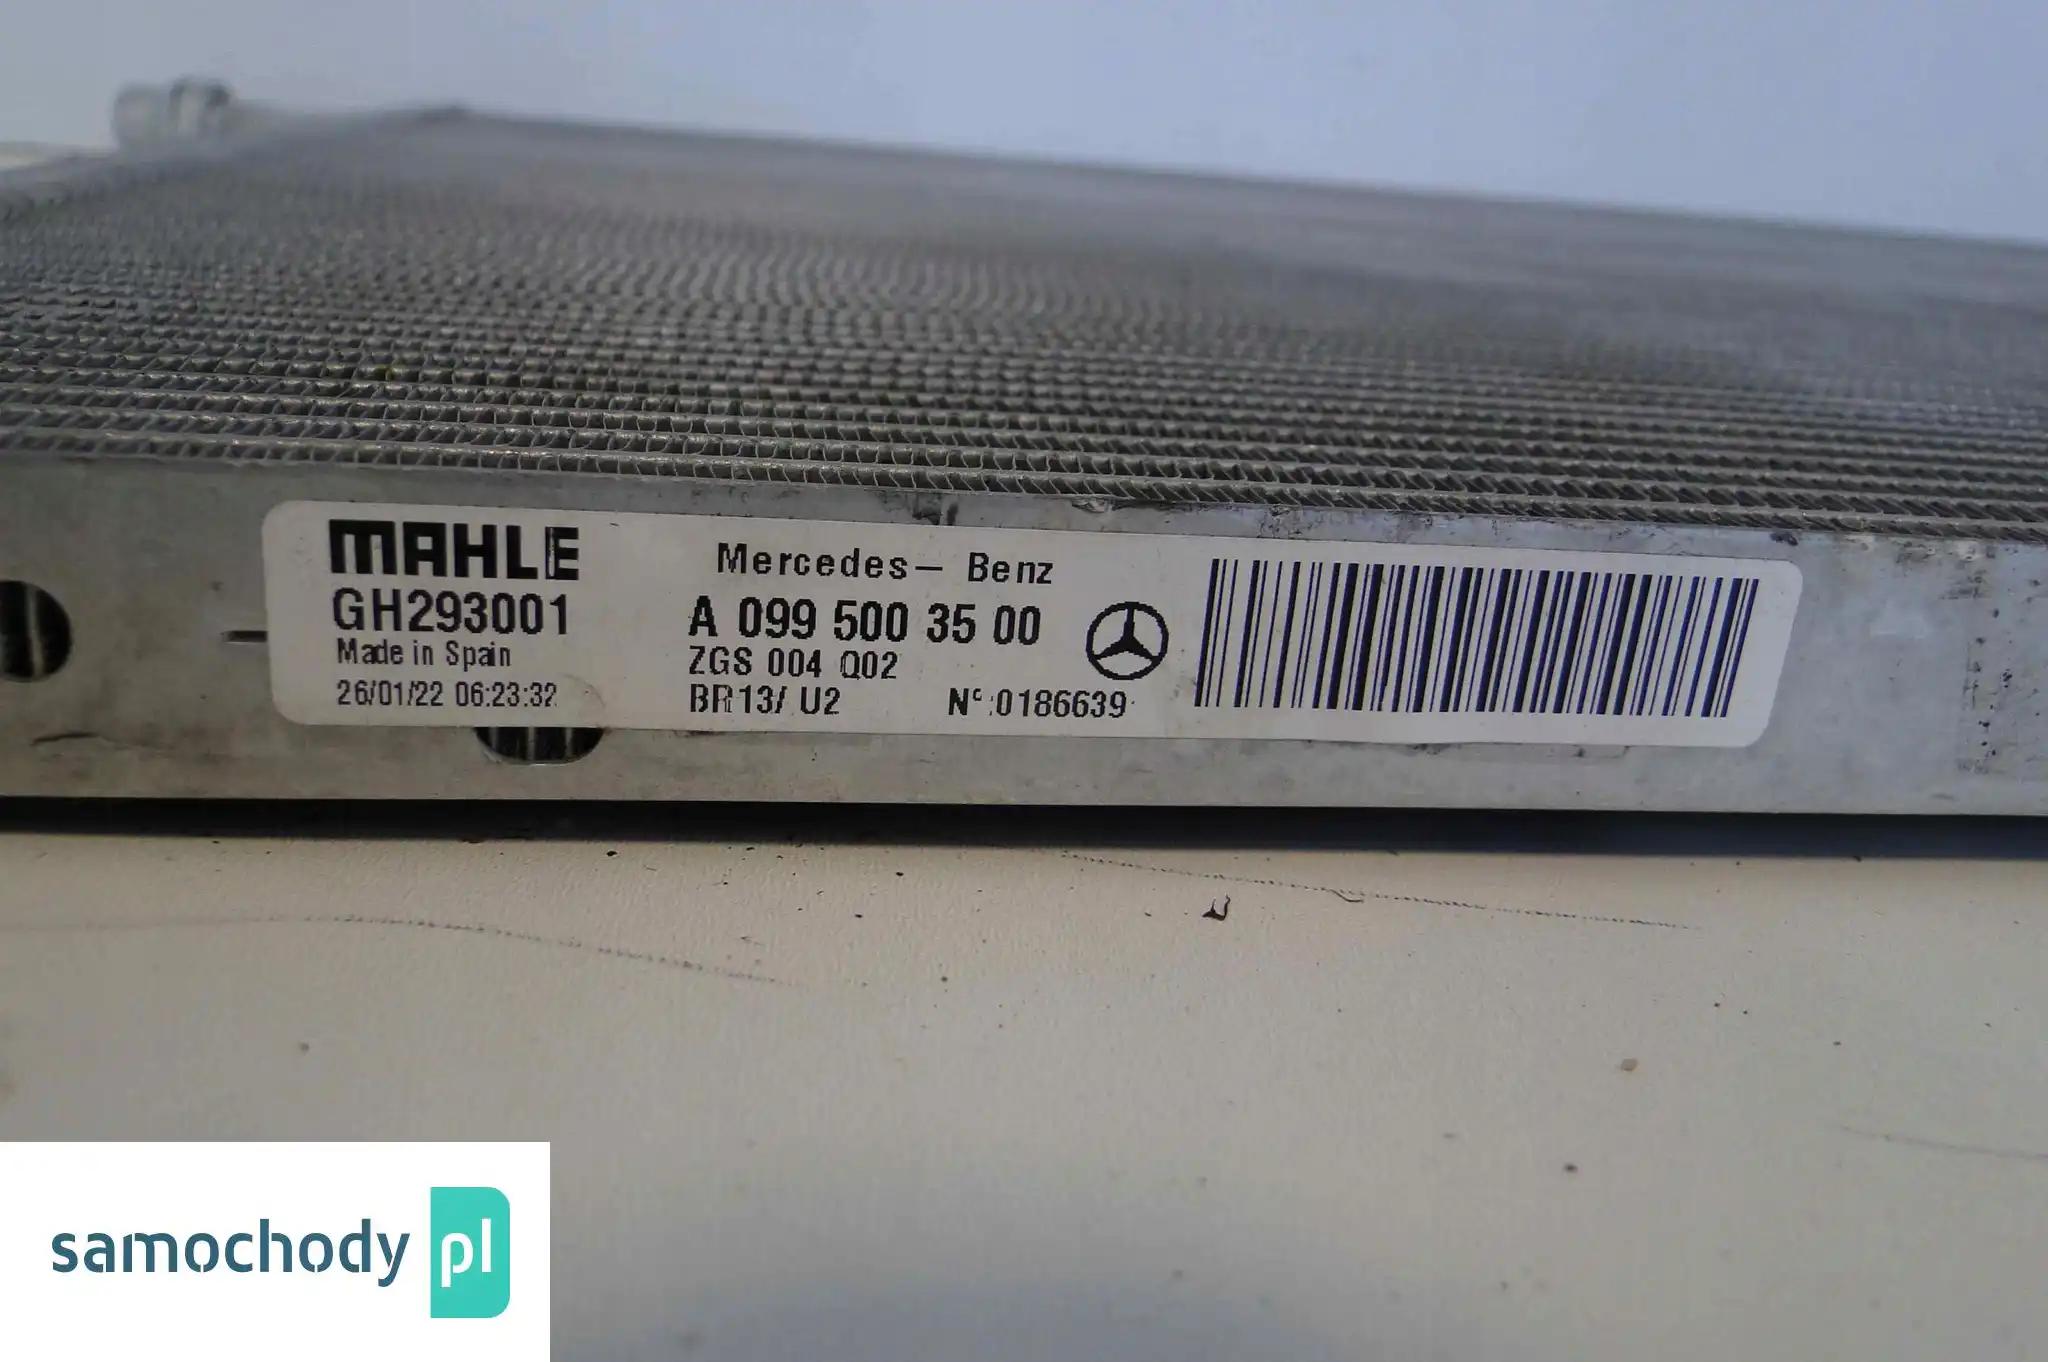 MAHLE
GH293001
Made in Spain
26/01/22 06:23:32
Mercedes- Benz
A 099 500 35 00
ZGS 004 Q02
BR13/ U2 N° :0186639
samochody pl